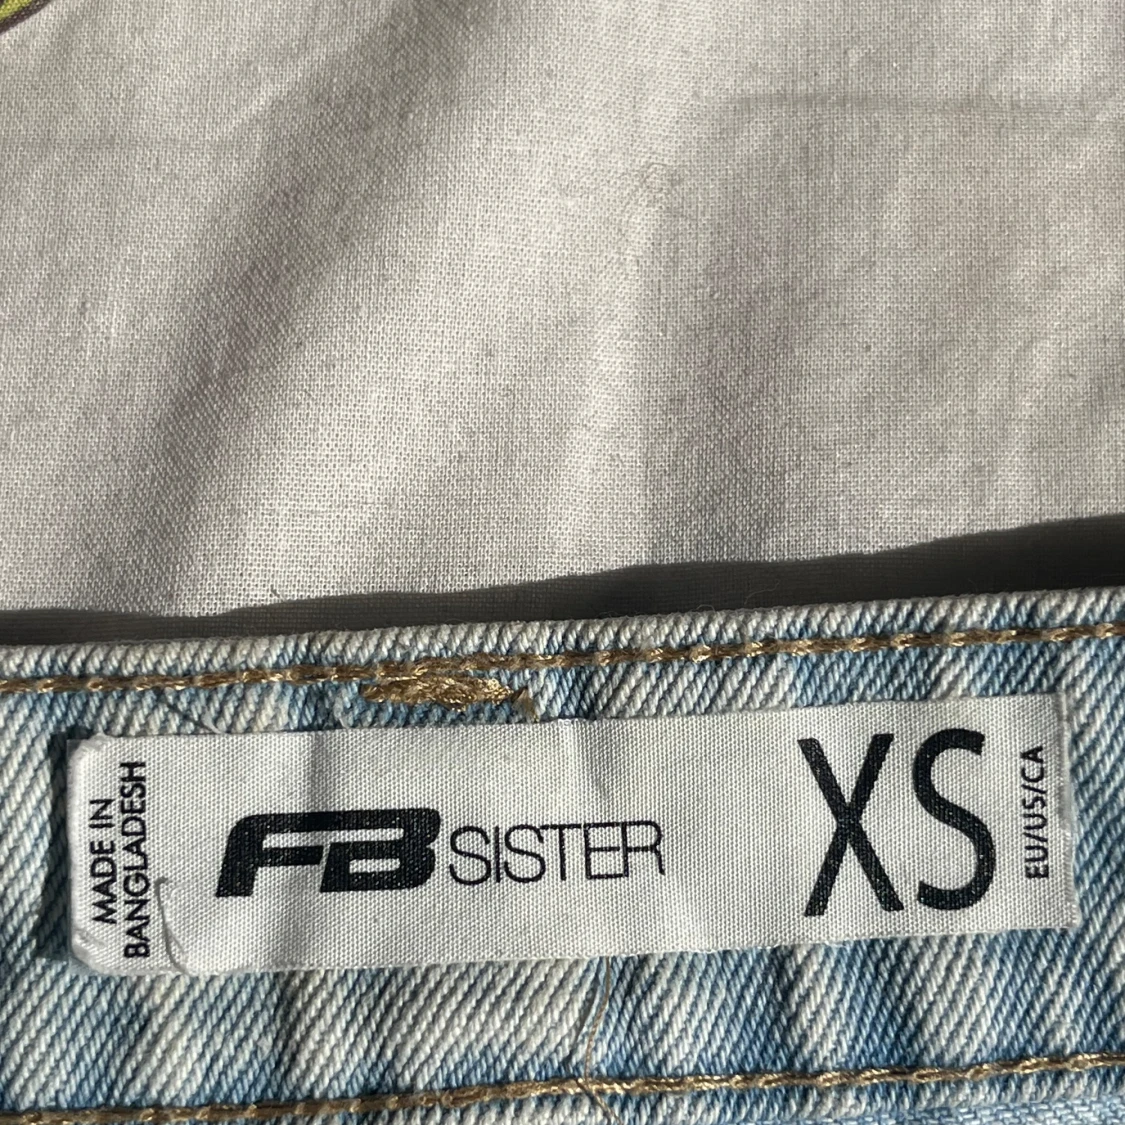 MADE IN
BANGLADESH
FB SISTER
XS
EU/US/CA